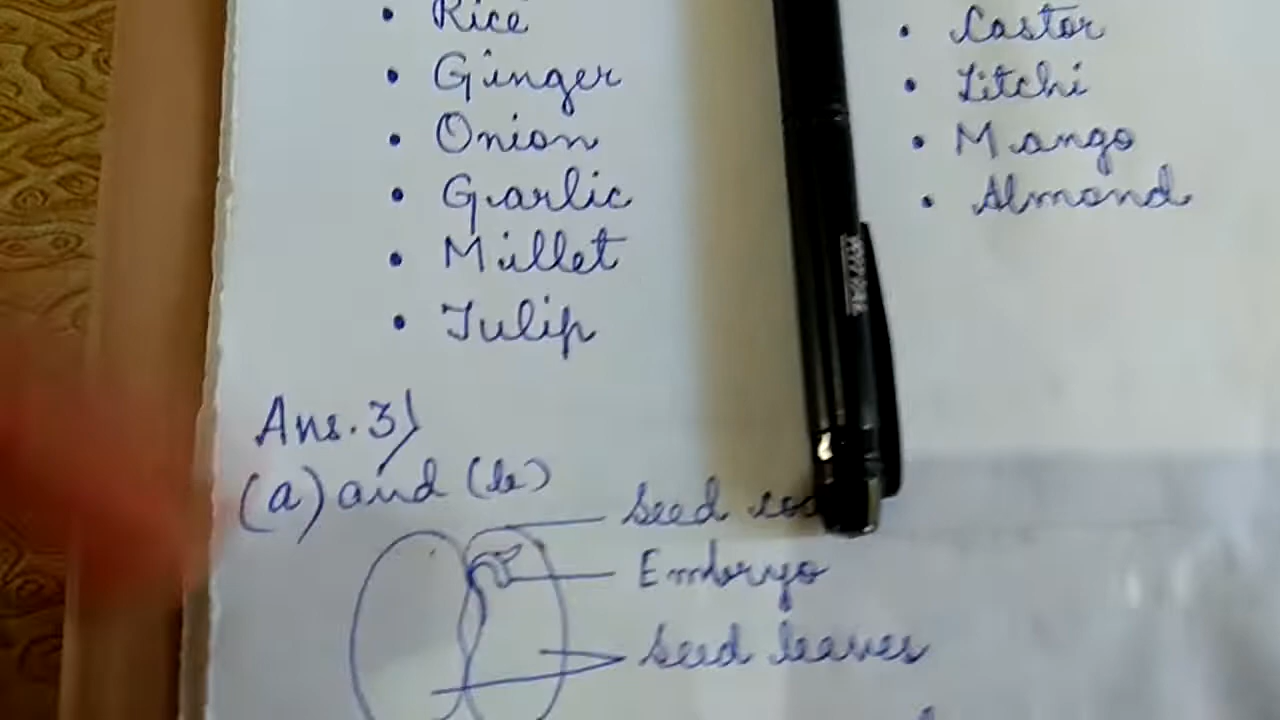 Rice
Ginger
Onion
Garlic
Millet
Tulip
Castor
Litchi
Mango
Almond
Ans. 3)
(a) and (b)
Seed
Embryo
Seed leaves